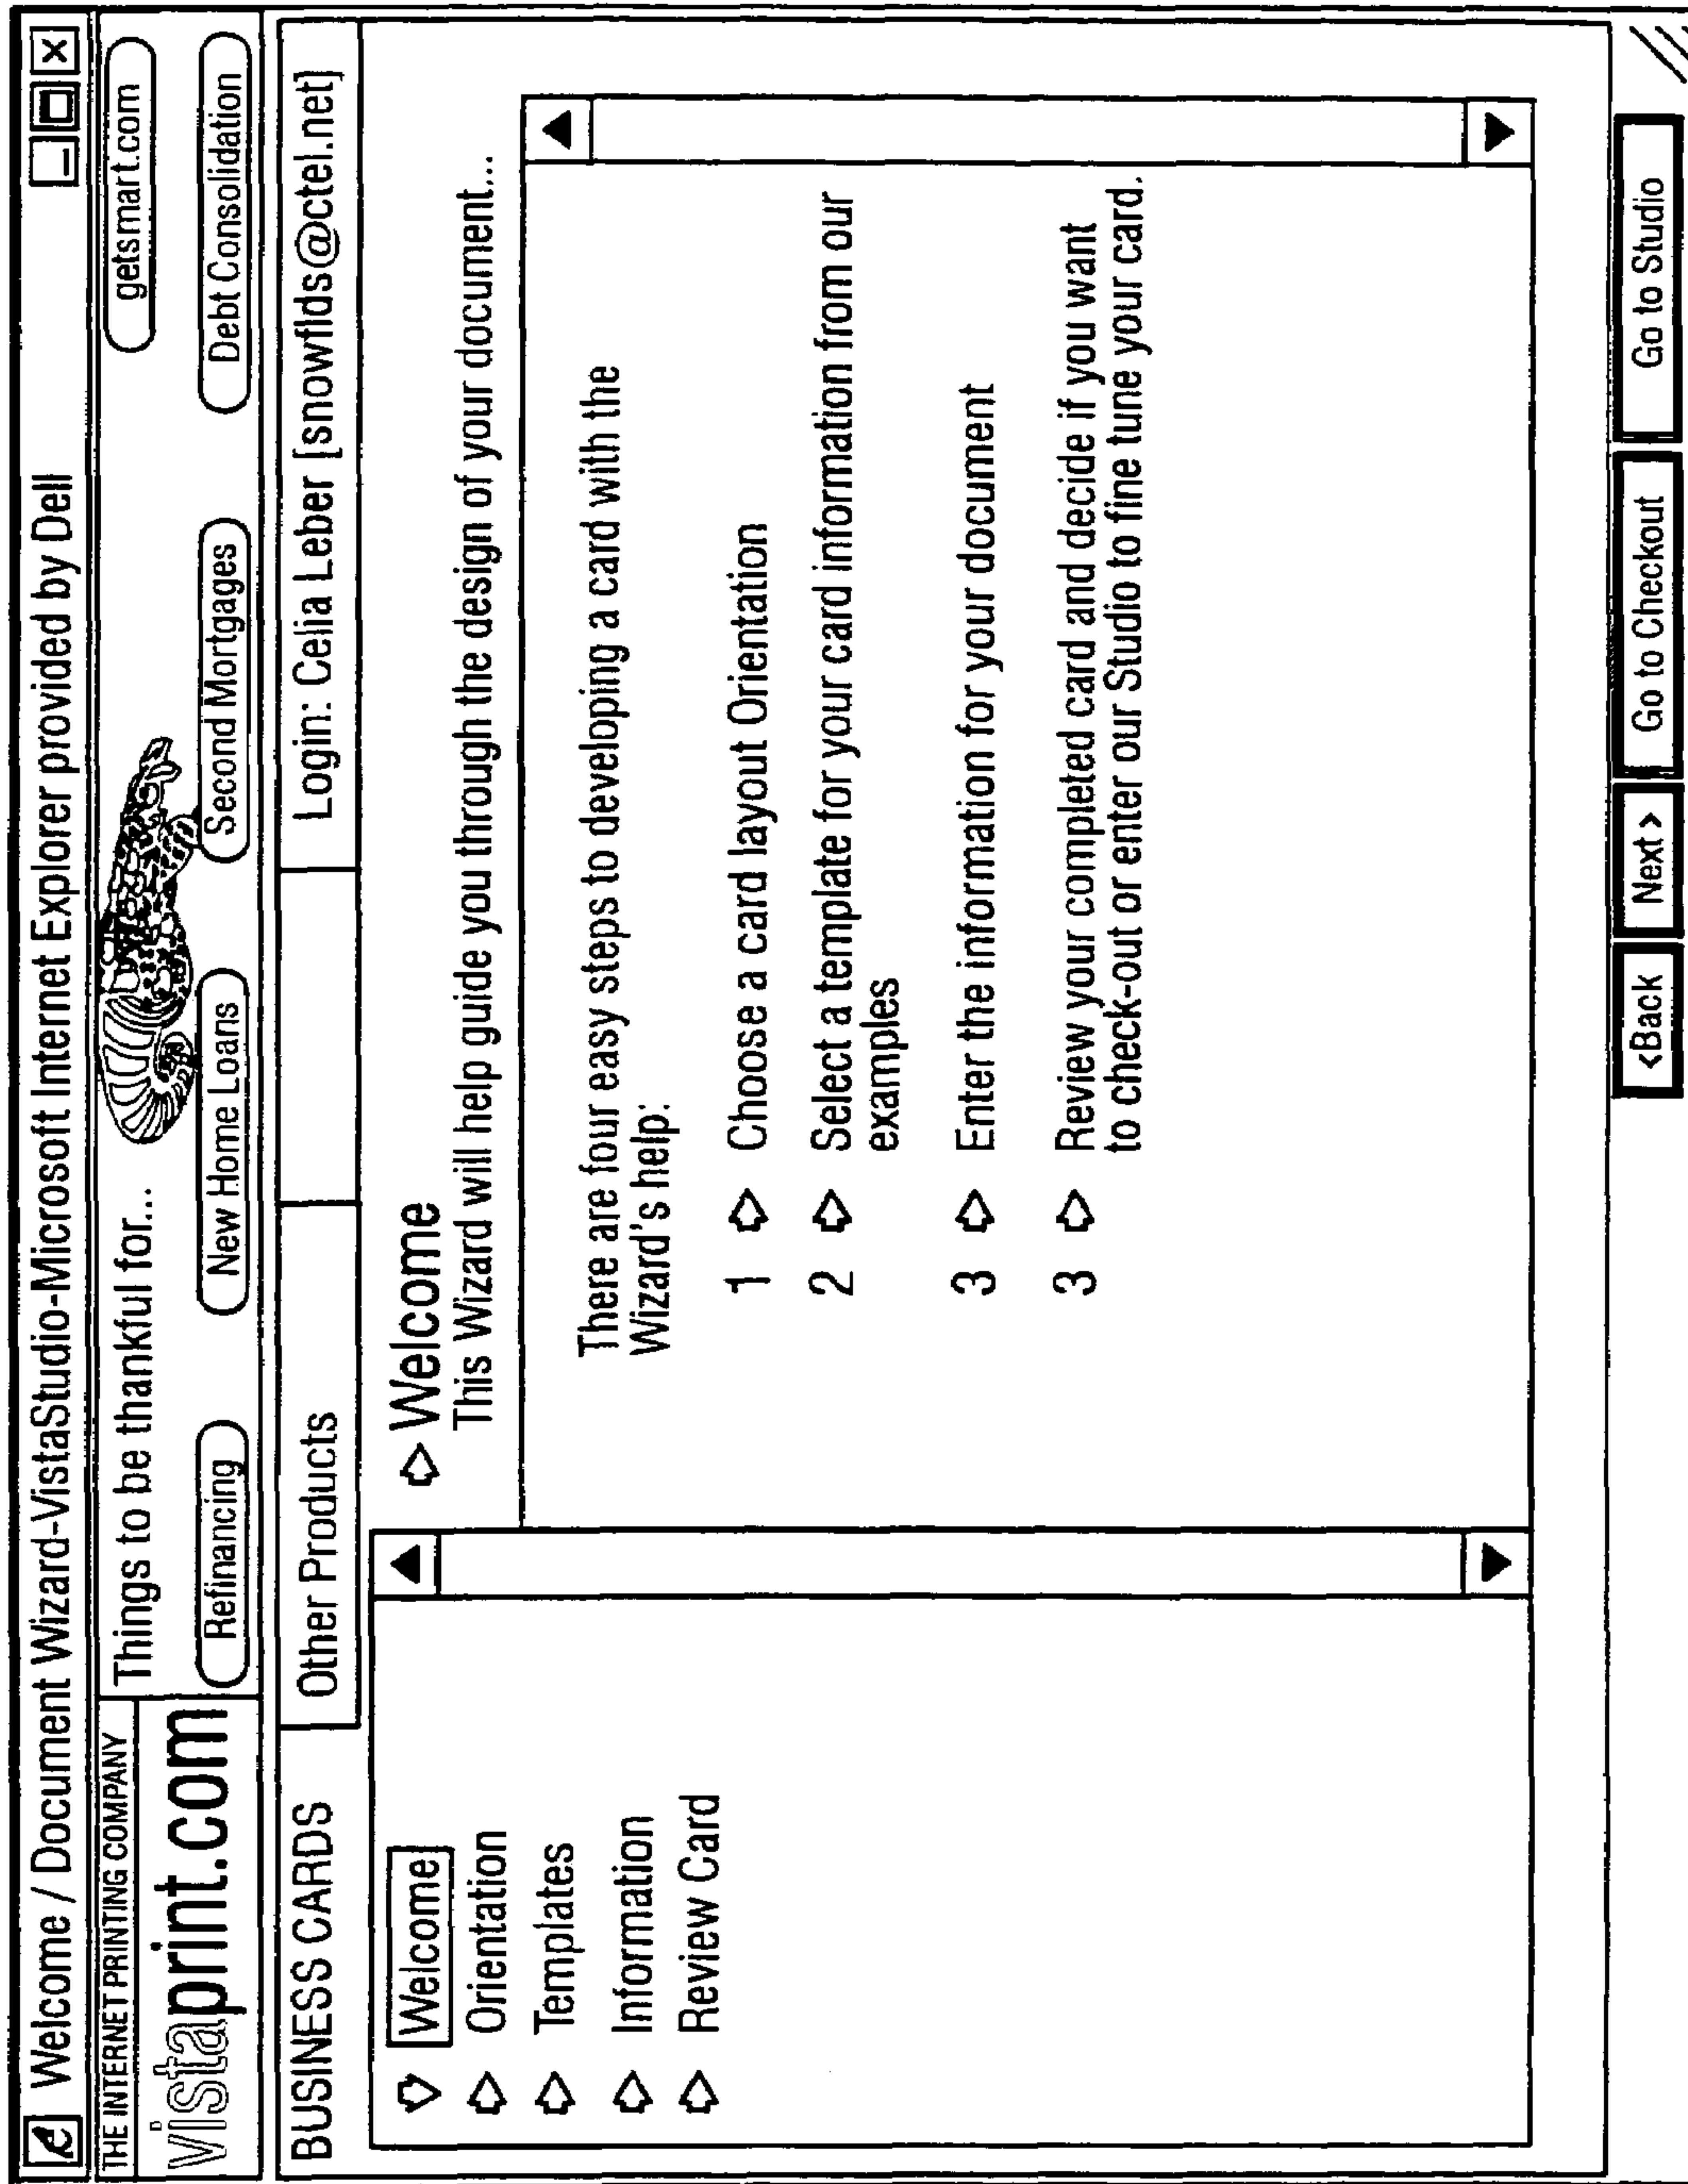 Welcome / Document Wizard-VistaStudio-Microsoft Internet Explorer provided by Dell
THE INTERNET PRINTING COMPANY
vistaprint.com
Things to be thankful for...
getsmart.com
Refinancing
New Home Loans
Second Mortgages
Debt Consolidation
BUSINESS CARDS
Other Products
Login: Celia Leber [snowflds@ctel.net]
Welcome
Orientation
Templates
Information
Review Card
Welcome
This Wizard will help guide you through the design of your document...
There are four easy steps to developing a card with the
Wizard's help:
1 Choose a card layout Orientation
2 Select a template for your card information from our
examples
3 Enter the information for your document
3 Review your completed card and decide if you want
to check-out or enter our Studio to fine tune your card.
<Back
Next >
Go to Checkout
Go to Studio